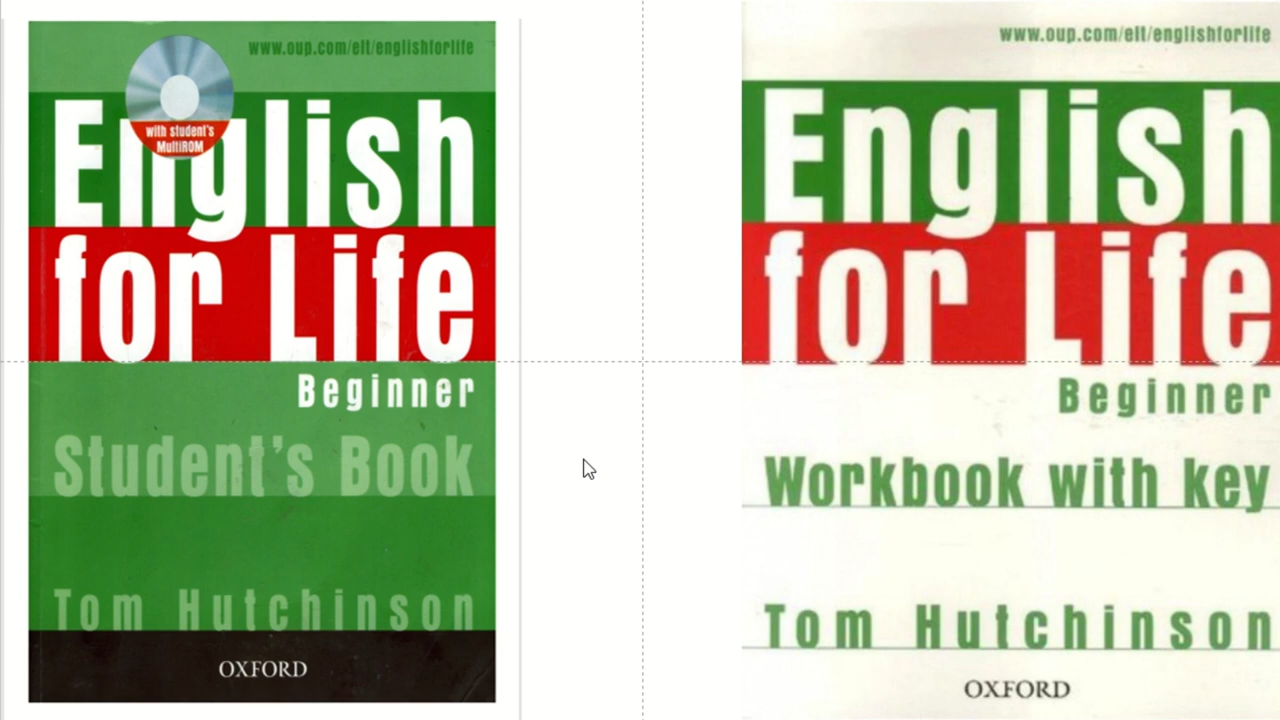 www.oup.com/elt/englishforlife
with student's
MultiROM
English
for Life
Beginner
Student's Book
Tom Hutchinson
OXFORD
www.oup.com/elt/englishforlife
English
for Life
Beginner
Workbook with key
Tom Hutchinson
OXFORD